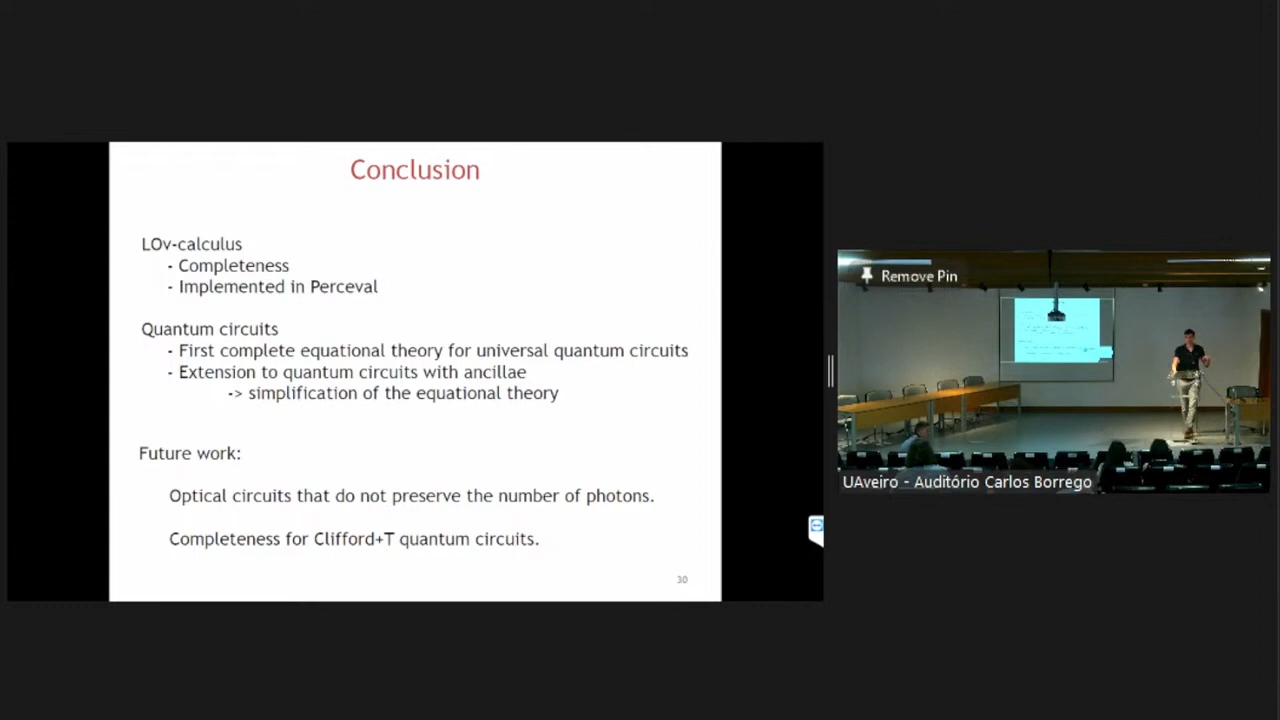 Conclusion
LOv-calculus
- Completeness
- Implemented in Perceval
Quantum circuits
- First complete equational theory for universal quantum circuits
- Extension to quantum circuits with ancillae
-> simplification of the equational theory
Future work:
Optical circuits that do not preserve the number of photons.
Completeness for Clifford+T quantum circuits.
30
Remove Pin
UAveiro - Auditório Carlos Borrego